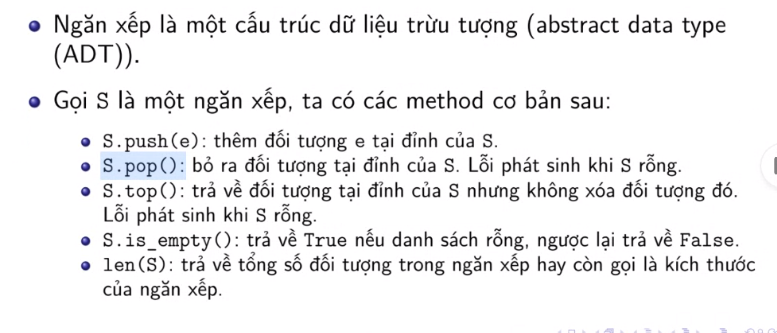 Ngăn xếp là một cấu trúc dữ liệu trừu tượng (abstract data type
(ADT)).
Gọi S là một ngăn xếp, ta có các method cơ bản sau:
S.push(e): thêm đối tượng e tại đỉnh của S.
S.pop(): bỏ ra đối tượng tại đỉnh của S. Lỗi phát sinh khi S rỗng.
S.top(): trả về đối tượng tại đỉnh của S nhưng không xóa đối tượng đó.
Lỗi phát sinh khi S rỗng.
S.is_empty(): trả về True nếu danh sách rỗng, ngược lại trả về False.
len(S): trả về tổng số đối tượng trong ngăn xếp hay còn gọi là kích thước
của ngăn xếp.